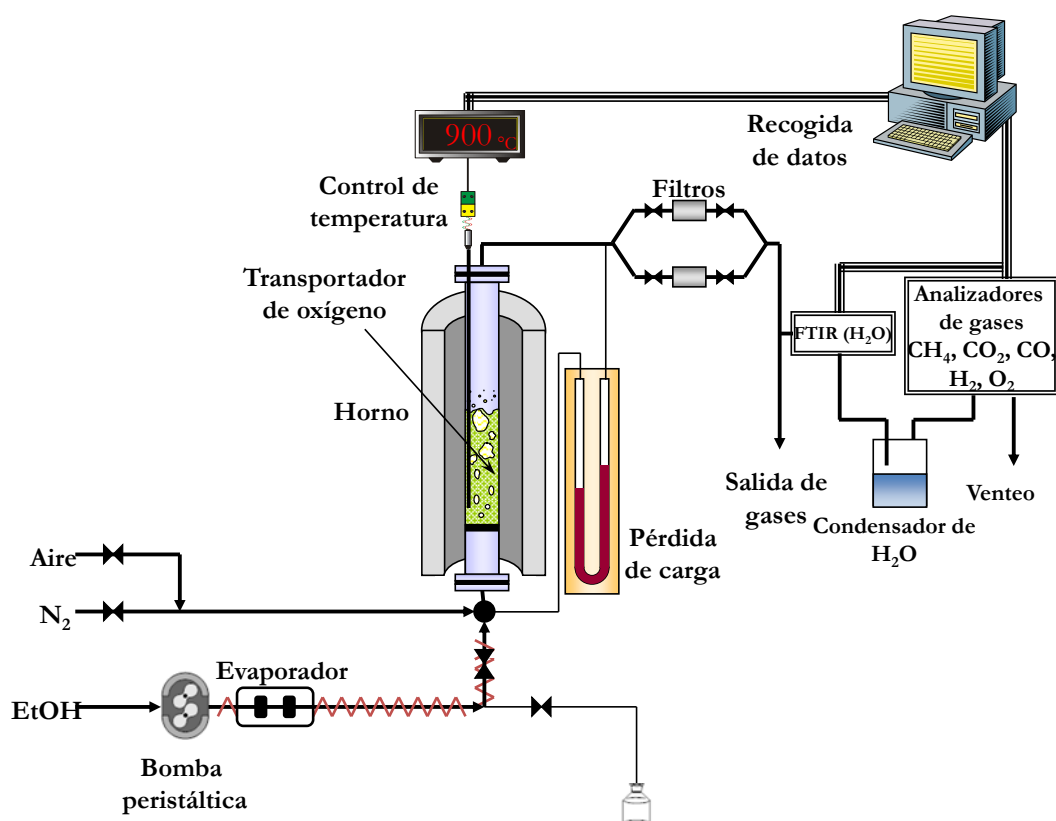 900 °C
Recogida
de datos
Control de
temperatura
Filtros
Transportador
de oxígeno
Analizadores
de gases
CH₄, CO₂, CO,
H₂, O₂
FTIR (H₂O)
Horno
Salida de
gases
Condensador de
H₂O
Venteo
Pérdida
de carga
Aire
N₂
Evaporador
EtOH
Bomba
peristáltica